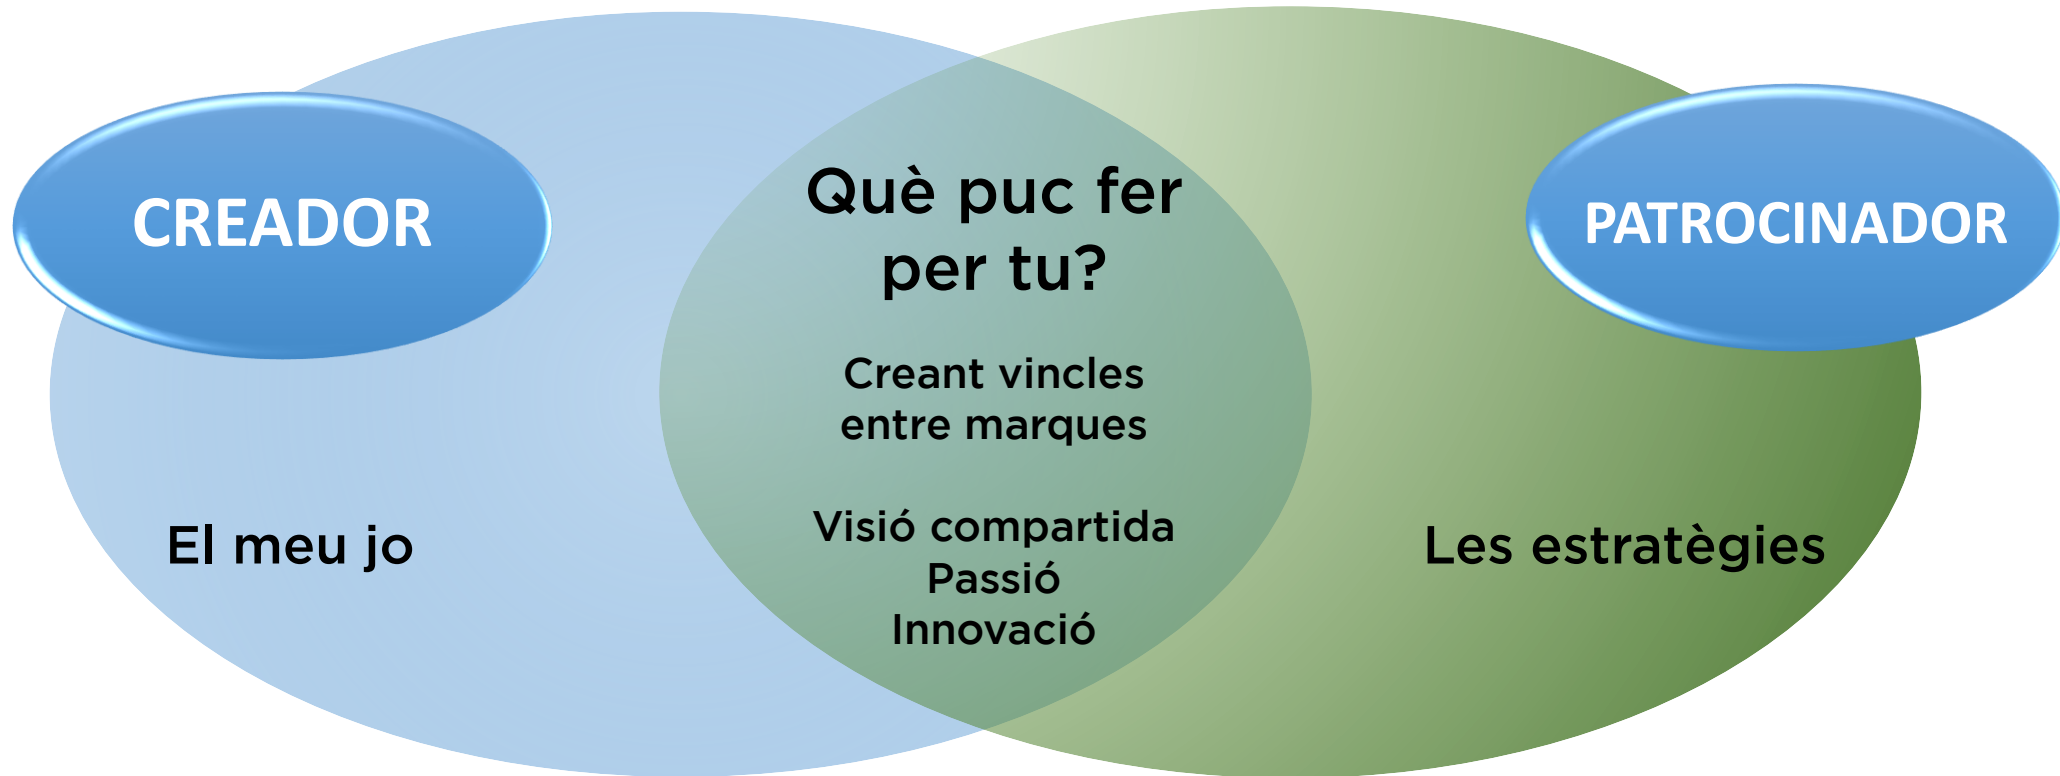 CREADOR
Què puc fer
per tu?
PATROCINADOR
Creant vincles
entre marques
Visió compartida
Passió
Innovació
El meu jo
Les estratègies